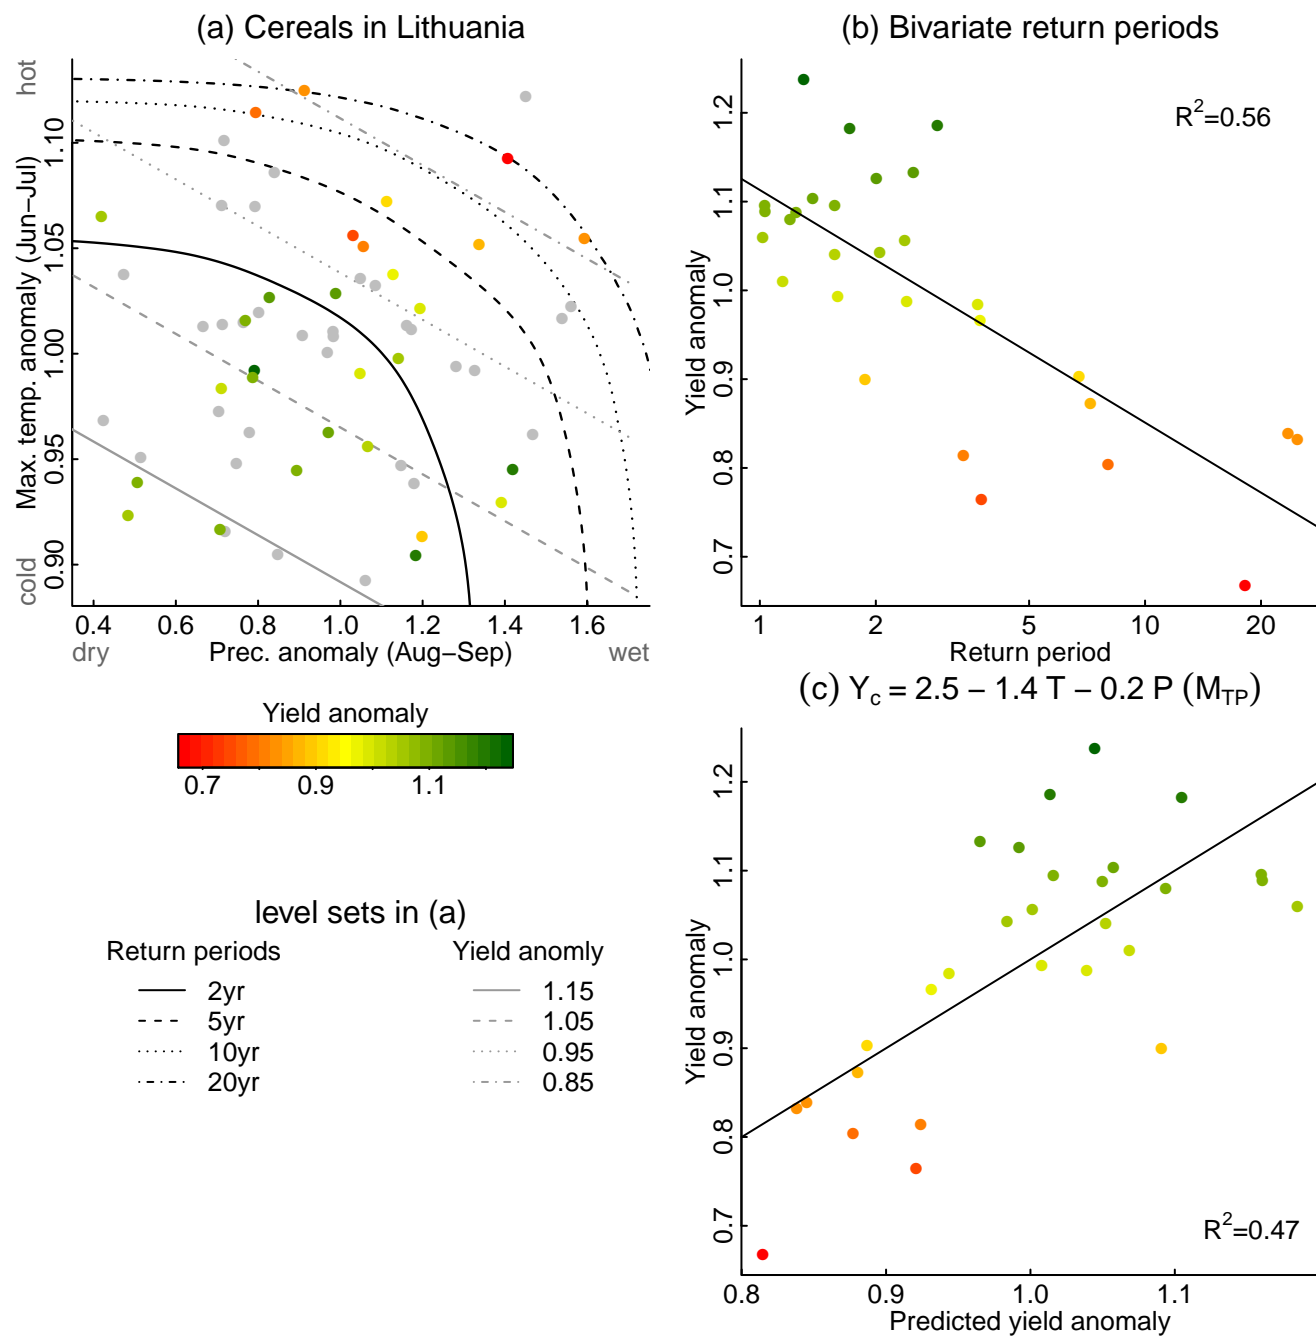 (a) Cereals in Lithuania
hot
Max. temp. anomaly (Jun−Jul)
cold
1.10
1.05
1.00
0.95
0.90
0.4 0.6 0.8 1.0 1.2 1.4 1.6
dry Prec. anomaly (Aug−Sep) wet
(b) Bivariate return periods
R²=0.56
Yield anomaly
1.2
1.1
1.0
0.9
0.8
0.7
1 2 5 10 20
Return period
Yield anomaly
0.7 0.9 1.1
level sets in (a)
Return periods Yield anomly
2yr 1.15
5yr 1.05
10yr 0.95
20yr 0.85
(c) Y_c = 2.5 − 1.4 T − 0.2 P (M_TP)
Yield anomaly
1.2
1.1
1.0
0.9
0.8
0.7
R²=0.47
0.8 0.9 1.0 1.1
Predicted yield anomaly